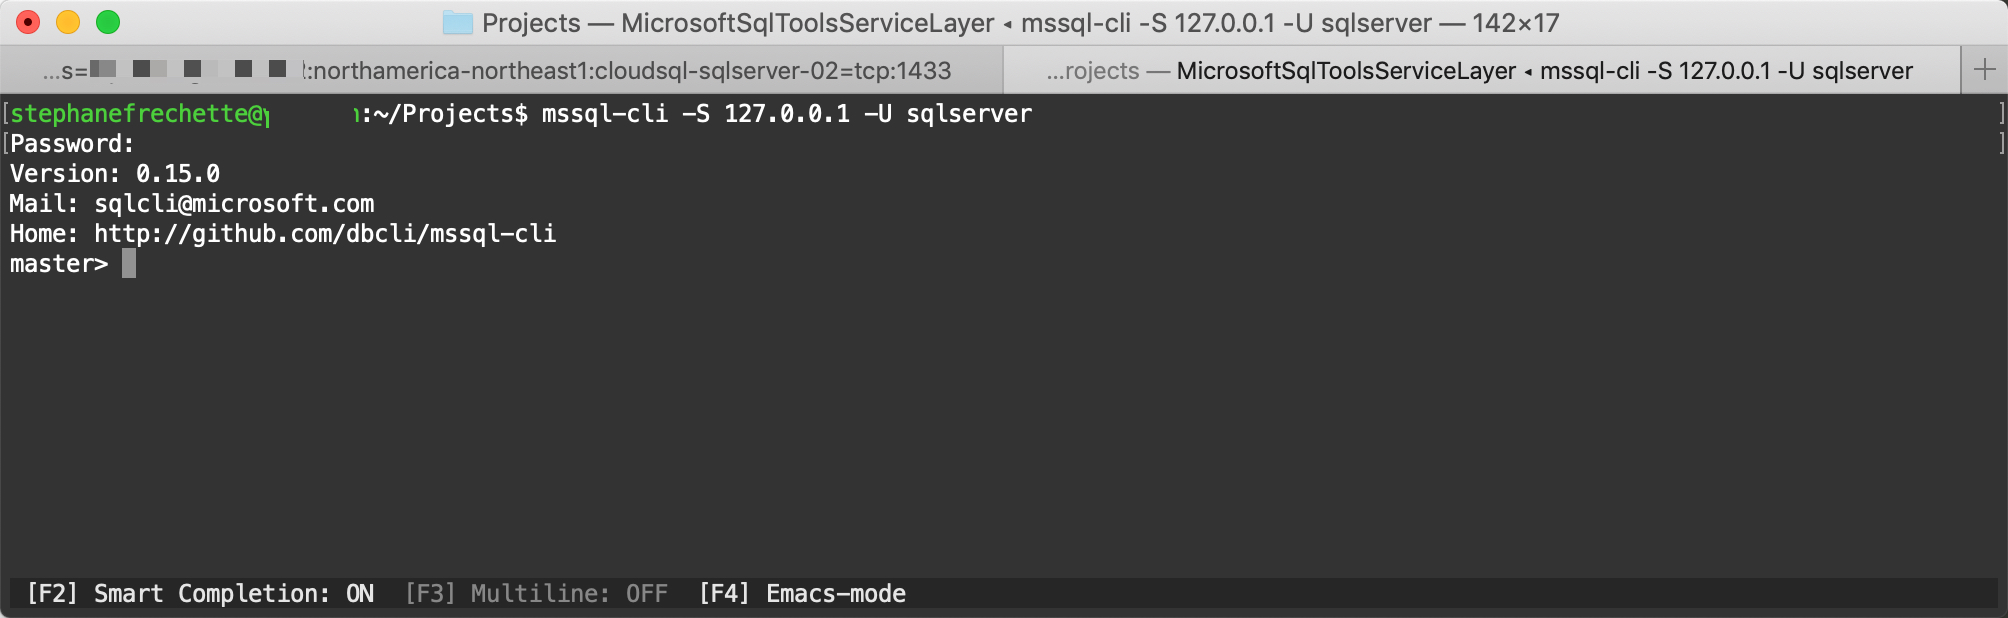 Projects — MicrosoftSqlToolsServiceLayer ◂ mssql-cli -S 127.0.0.1 -U sqlserver — 142×17
...s= :northamerica-northeast1:cloudsql-sqlserver-02=tcp:1433
...rojects — MicrosoftSqlToolsServiceLayer ◂ mssql-cli -S 127.0.0.1 -U sqlserver
+
[stephanefrechette@ :~/Projects$ mssql-cli -S 127.0.0.1 -U sqlserver ]
[Password: ]
Version: 0.15.0
Mail: sqlcli@microsoft.com
Home: http://github.com/dbcli/mssql-cli
master>
[F2] Smart Completion: ON [F3] Multiline: OFF [F4] Emacs-mode